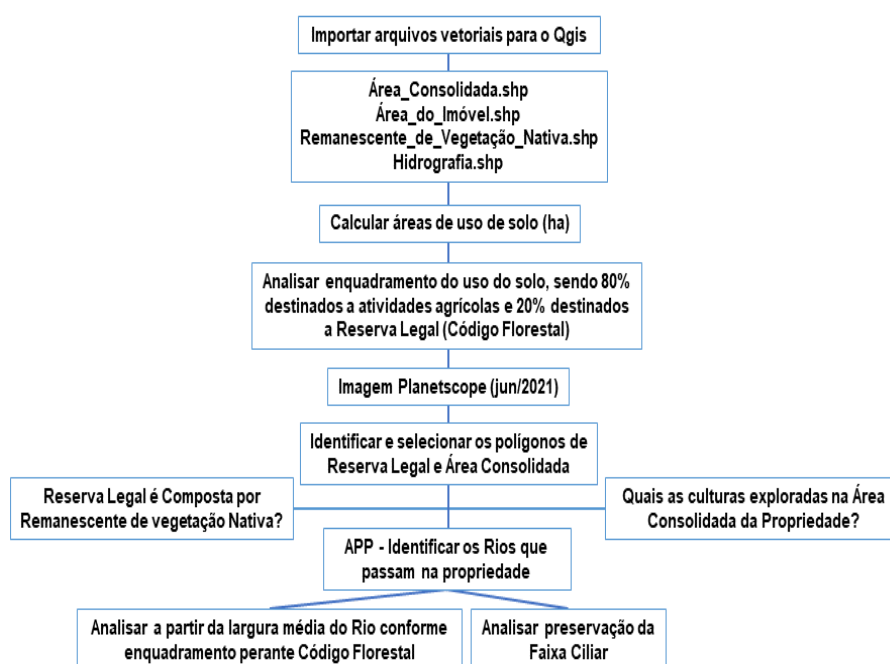 Importar arquivos vetoriais para o Qgis
Área_Consolidada.shp
Área_do_Imóvel.shp
Remanescente_de_Vegetação_Nativa.shp
Hidrografia.shp
Calcular áreas de uso de solo (ha)
Analisar enquadramento do uso do solo, sendo 80%
destinados a atividades agrícolas e 20% destinados
a Reserva Legal (Código Florestal)
Imagem Planetscope (jun/2021)
Identificar e selecionar os polígonos de
Reserva Legal e Área Consolidada
Reserva Legal é Composta por
Remanescente de vegetação Nativa?
Quais as culturas exploradas na Área
Consolidada da Propriedade?
APP - Identificar os Rios que
passam na propriedade
Analisar a partir da largura média do Rio conforme
enquadramento perante Código Florestal
Analisar preservação da
Faixa Ciliar